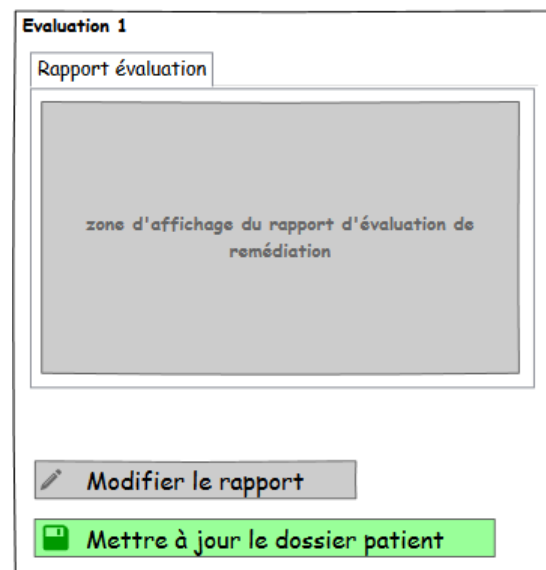 Evaluation 1
Rapport évaluation
zone d'affichage du rapport d'évaluation de
remédiation
Modifier le rapport
Mettre à jour le dossier patient